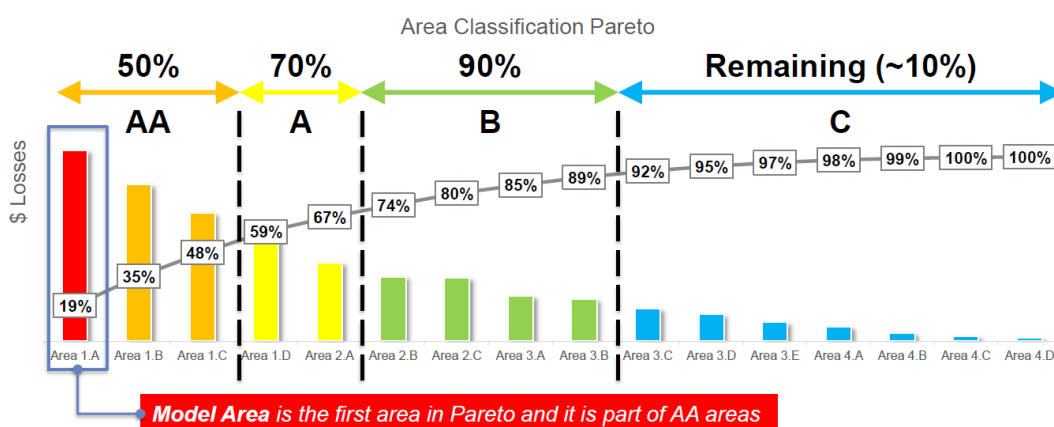 Area Classification Pareto
50%
70%
90%
Remaining (~10%)
AA
A
B
C
$ Losses
19%
35%
48%
59%
67%
74%
80%
85%
89%
92%
95%
97%
98%
99%
100%
100%
Area 1.A
Area 1.B
Area 1.C
Area 1.D
Area 2.A
Area 2.B
Area 2.C
Area 3.A
Area 3.B
Area 3.C
Area 3.D
Area 3.E
Area 4.A
Area 4.B
Area 4.C
Area 4.D
Model Area is the first area in Pareto and it is part of AA areas